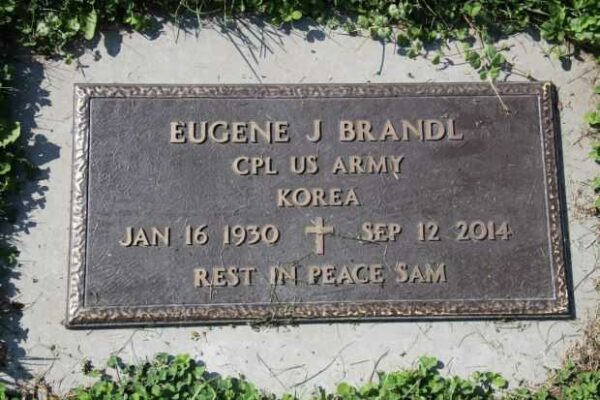 EUGENE J BRANDL
CPL US ARMY
KOREA
JAN 16 1930 SEP 12 2014
REST IN PEACE SAM